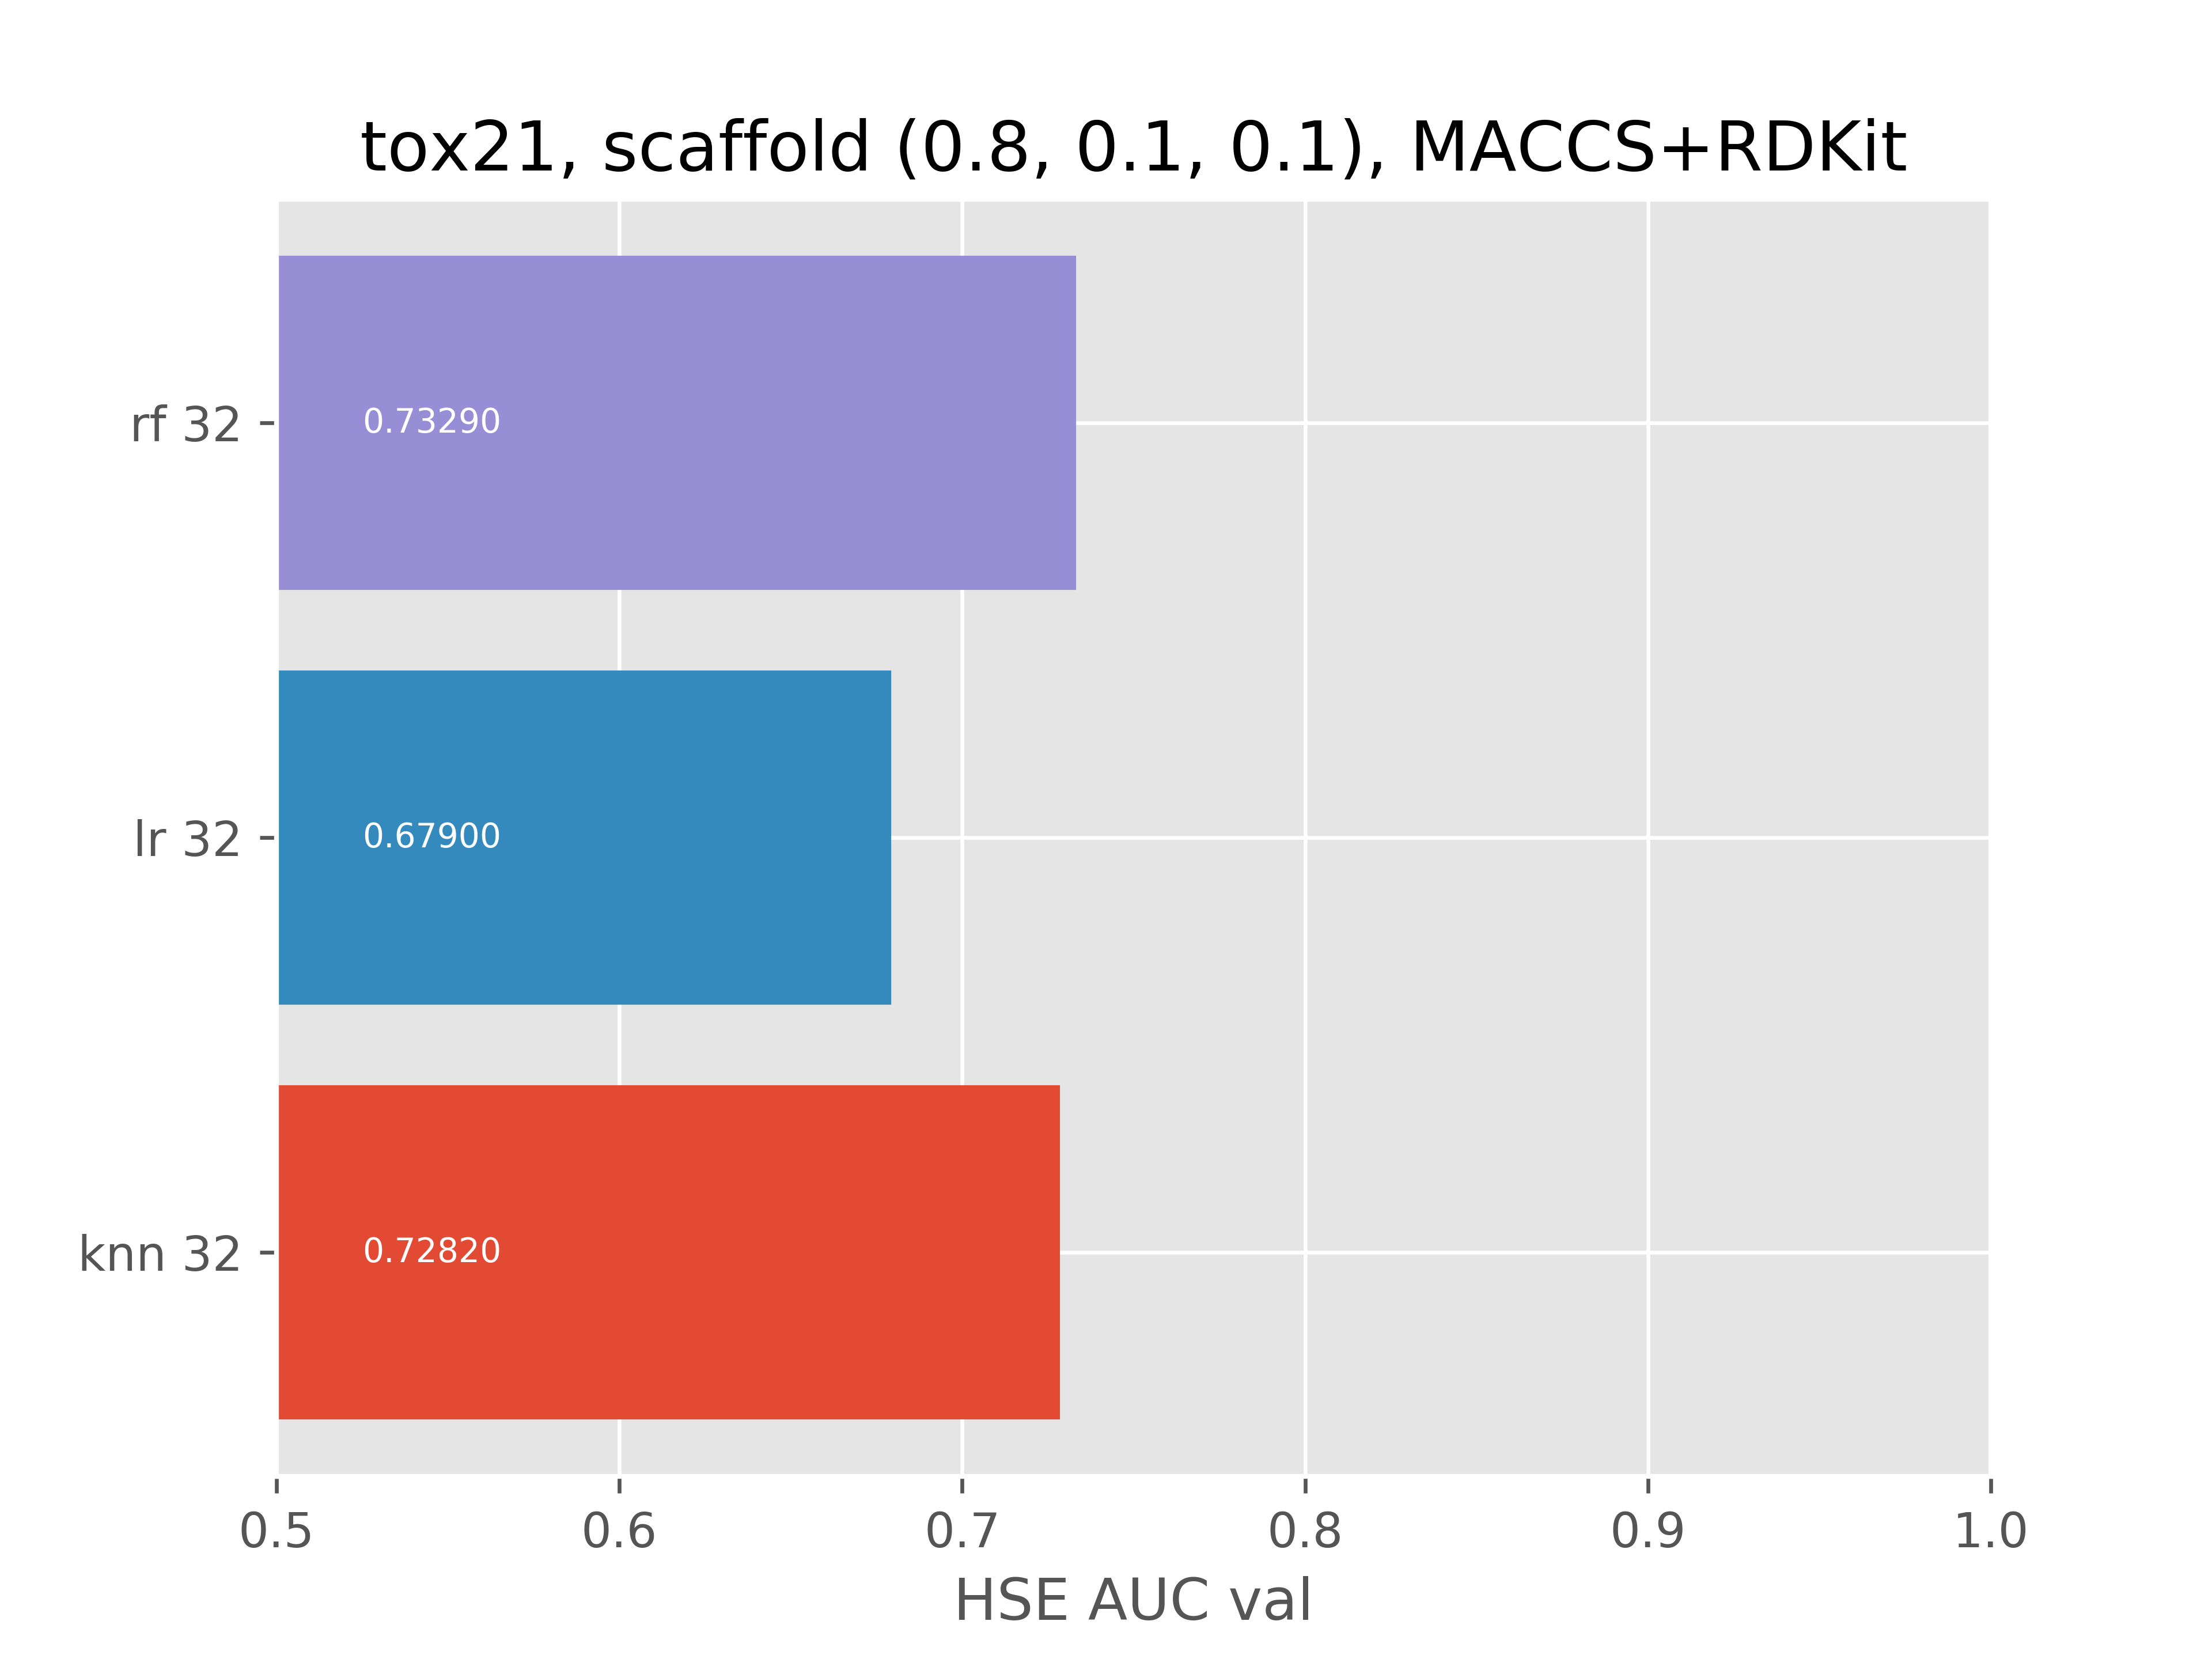 tox21, scaffold (0.8, 0.1, 0.1), MACCS+RDKit
rf 32
0.73290
lr 32
0.67900
knn 32
0.72820
0.5 0.6 0.7 0.8 0.9 1.0
HSE AUC val